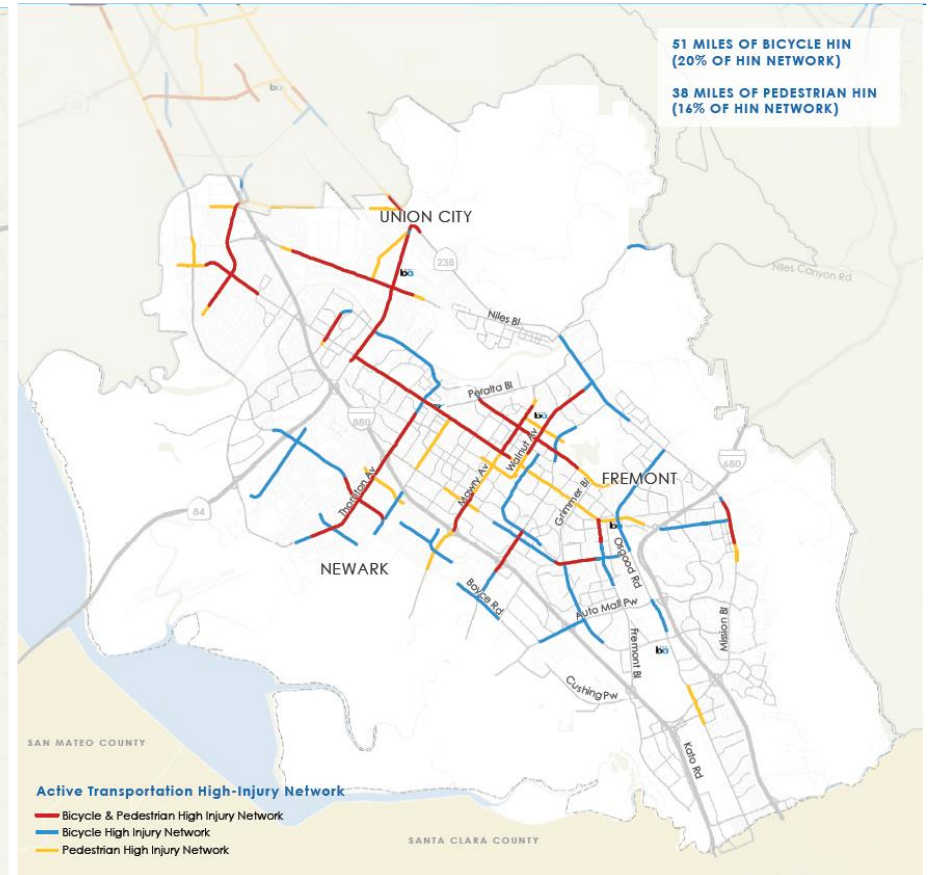 51 MILES OF BICYCLE HIN
(20% OF HIN NETWORK)
38 MILES OF PEDESTRIAN HIN
(16% OF HIN NETWORK)
UNION CITY
238
Niles Canyon Rd
Niles Bl
Peralta Bl
880
Walnut Av
680
Mowry Av
FREMONT
Thornton Av
Grimmer Bl
84
Osgood Rd
NEWARK
Boyce Rd
Auto Mall Pw
Fremont Bl
Mission Bl
Cushing Pw
Kato Rd
SAN MATEO COUNTY
Active Transportation High-Injury Network
Bicycle & Pedestrian High Injury Network
Bicycle High Injury Network
Pedestrian High Injury Network
SANTA CLARA COUNTY